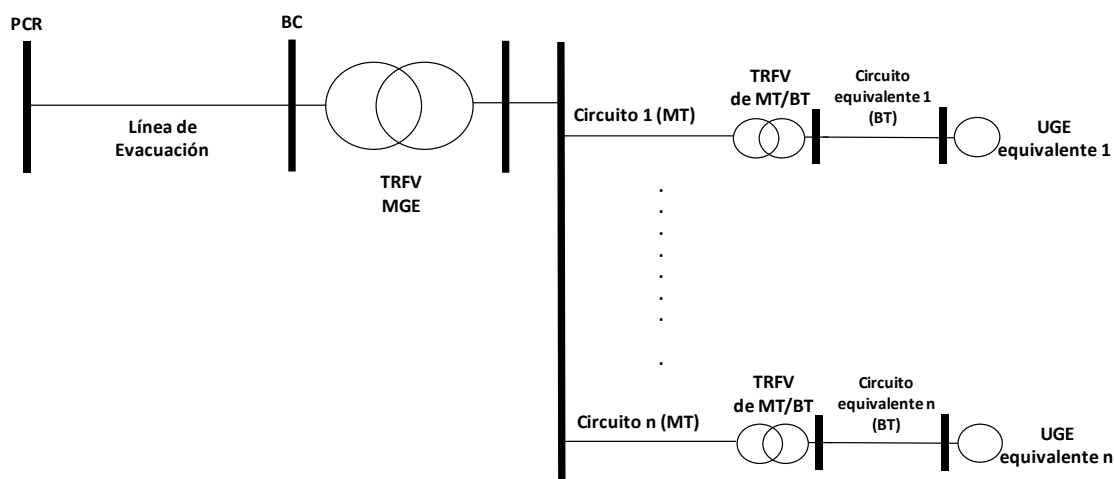 PCR
BC
Línea de
Evacuación
TRFV
MGE
Circuito 1 (MT)
TRFV
de MT/BT
Circuito
equivalente 1
(BT)
UGE
equivalente 1
Circuito n (MT)
TRFV
de MT/BT
Circuito
equivalente n
(BT)
UGE
equivalente n